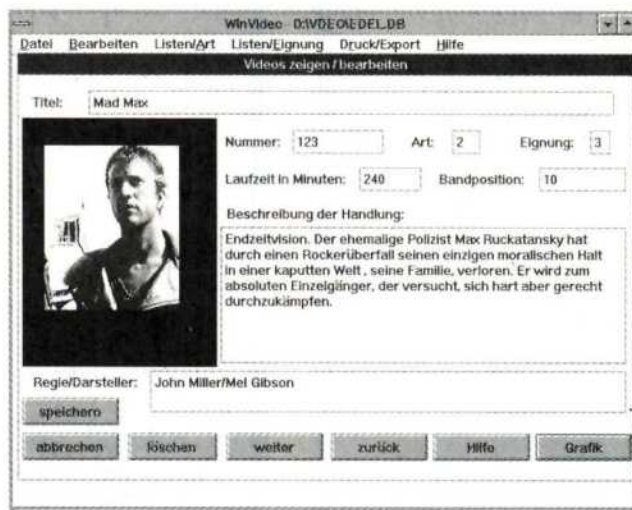 WinVideo - D:\VIDEO\EDEL.DB
Datei Bearbeiten Listen/Art Listen/Eignung Druck/Export Hilfe
Videos zeigen / bearbeiten
Titel: Mad Max
Nummer: 123 Art: 2 Eignung: 3
Laufzeit in Minuten: 240 Bandposition: 10
Beschreibung der Handlung:
Endzeitvision. Der ehemalige Polizist Max Ruckatansky hat
durch einen Rockerüberfall seinen einzigen moralischen Halt
in einer kaputten Welt , seine Familie, verloren. Er wird zum
absoluten Einzelgänger, der versucht, sich hart aber gerecht
durchzukämpfen.
Regie/Darsteller: John Miller/Mel Gibson
speichern
abbrechen löschen weiter zurück Hilfe Grafik